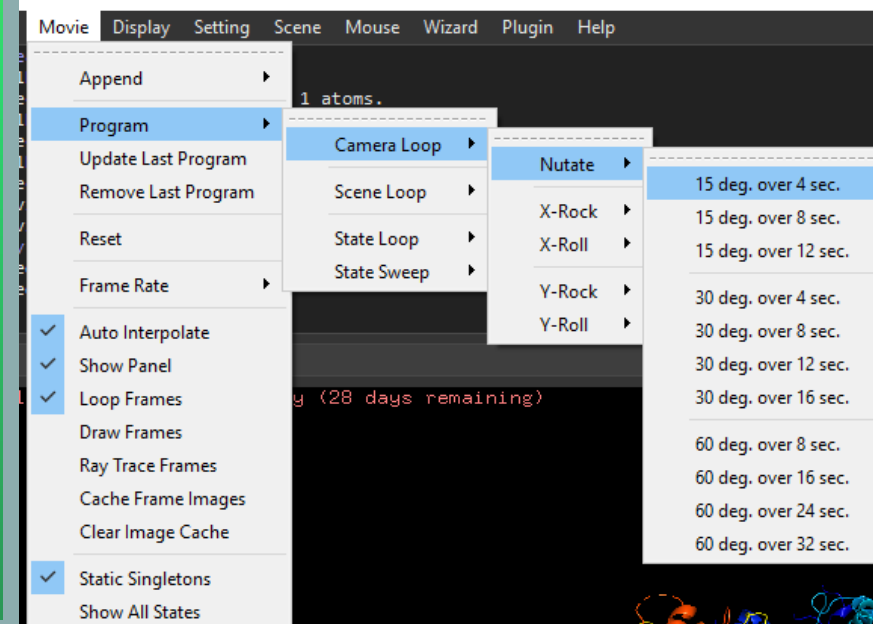 Movie Display Setting Scene Mouse Wizard Plugin Help
Append
1 atoms.
Program
Update Last Program
Remove Last Program
Reset
Frame Rate
Auto Interpolate
Show Panel
Loop Frames
Draw Frames
Ray Trace Frames
Cache Frame Images
Clear Image Cache
Static Singletons
Show All States
Camera Loop
Scene Loop
State Loop
State Sweep
Nutate
X-Rock
X-Roll
Y-Rock
Y-Roll
15 deg. over 4 sec.
15 deg. over 8 sec.
15 deg. over 12 sec.
30 deg. over 4 sec.
30 deg. over 8 sec.
30 deg. over 12 sec.
30 deg. over 16 sec.
60 deg. over 8 sec.
60 deg. over 16 sec.
60 deg. over 24 sec.
60 deg. over 32 sec.
y (28 days remaining)